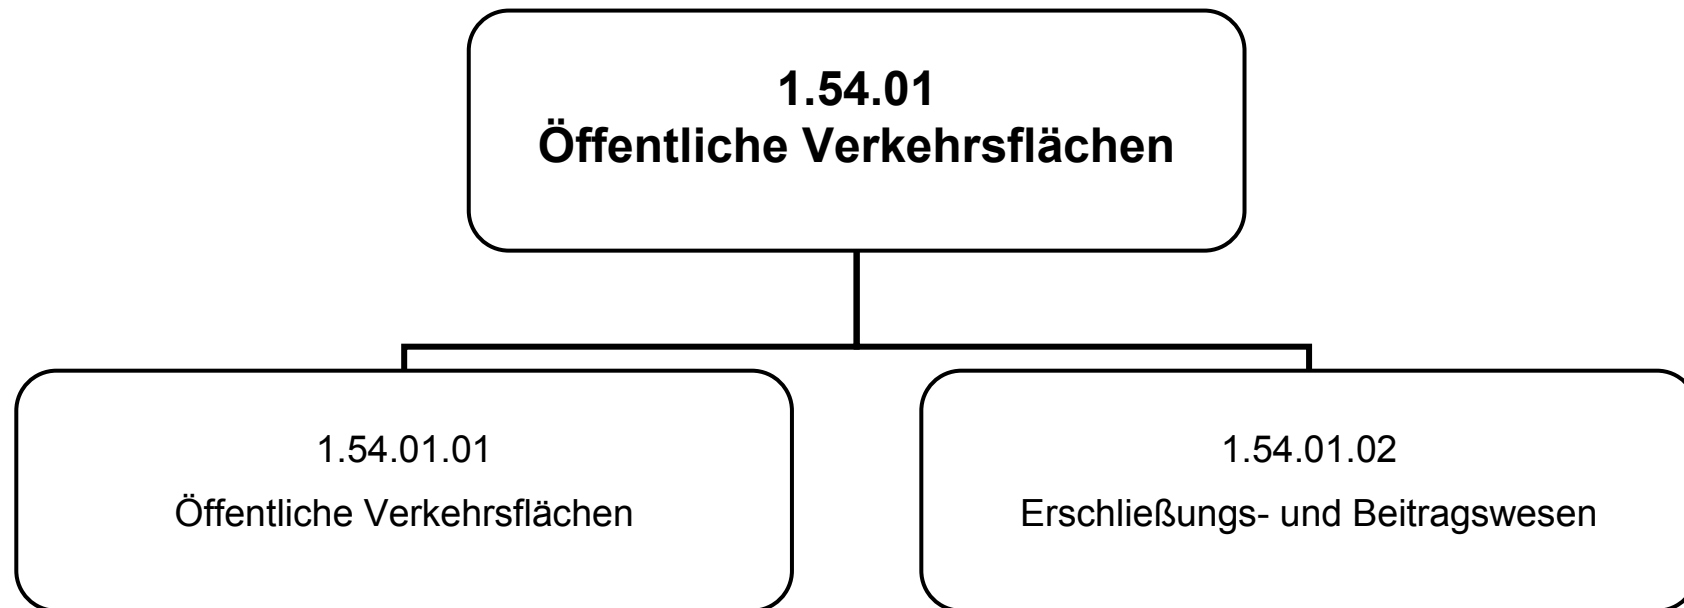 1.54.01
Öffentliche Verkehrsflächen
1.54.01.01
Öffentliche Verkehrsflächen
1.54.01.02
Erschließungs- und Beitragswesen